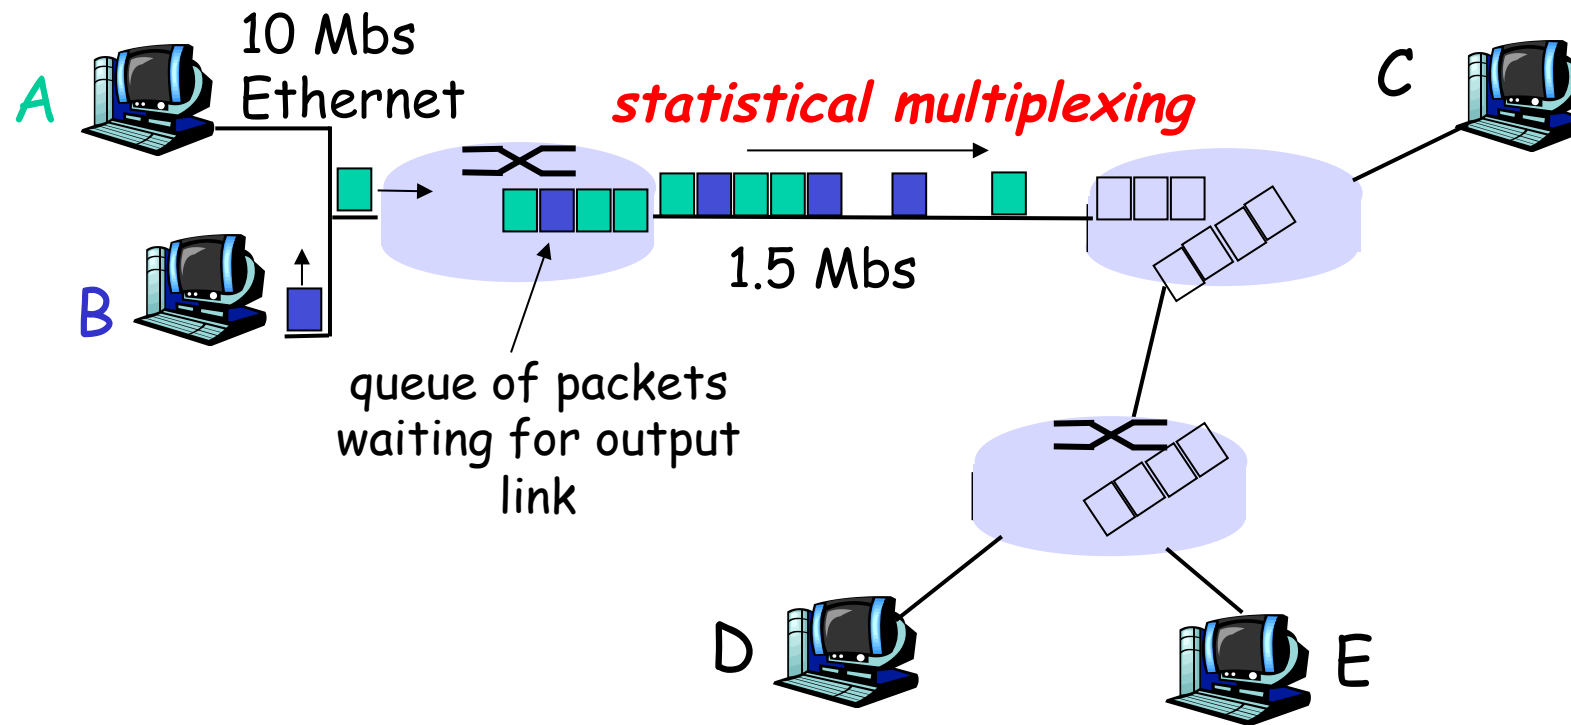 10 Mbs
Ethernet
A
statistical multiplexing
C
1.5 Mbs
B
queue of packets
waiting for output
link
D
E